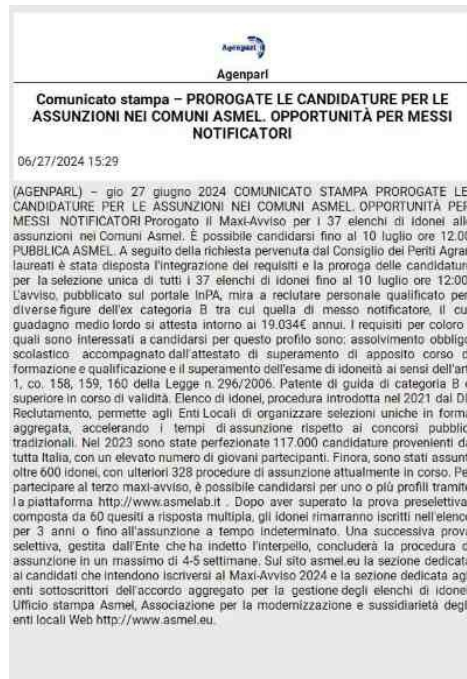 Agenparl
Agenparl
Comunicato stampa – PROROGATE LE CANDIDATURE PER LE
ASSUNZIONI NEI COMUNI ASMEL. OPPORTUNITÀ PER MESSI
NOTIFICATORI
06/27/2024 15:29
(AGENPARL) – gio 27 giugno 2024 COMUNICATO STAMPA PROROGATE LE
CANDIDATURE PER LE ASSUNZIONI NEI COMUNI ASMEL. OPPORTUNITÀ PER
MESSI NOTIFICATORI Prorogato il Maxi-Avviso per i 37 elenchi di idonei alle
assunzioni nei Comuni Asmel. È possibile candidarsi fino al 10 luglio ore 12.00
PUBBLICA ASMEL. A seguito della richiesta pervenuta dal Consiglio dei Periti Agrari
laureati è stata disposta l'integrazione dei requisiti e la proroga delle candidature
per la selezione unica di tutti i 37 elenchi di idonei fino al 10 luglio ore 12:00.
L'avviso, pubblicato sul portale InPA, mira a reclutare personale qualificato per
diverse figure dell'ex categoria B tra cui quella di messo notificatore, il cui
guadagno medio lordo si attesta intorno ai 19.034€ annui. I requisiti per coloro i
quali sono interessati a candidarsi per questo profilo sono: assolvimento obbligo
scolastico accompagnato dall'attestato di superamento di apposito corso di
formazione e qualificazione e il superamento dell'esame di idoneità ai sensi dell'art.
1, co. 158, 159, 160 della Legge n. 296/2006. Patente di guida di categoria B o
superiore in corso di validità. Elenco di idonei, procedura introdotta nel 2021 dal DL
Reclutamento, permette agli Enti Locali di organizzare selezioni uniche in forma
aggregata, accelerando i tempi di assunzione rispetto ai concorsi pubblici
tradizionali. Nel 2023 sono state perfezionate 117.000 candidature provenienti da
tutta Italia, con un elevato numero di giovani partecipanti. Finora, sono stati assunti
oltre 600 idonei, con ulteriori 328 procedure di assunzione attualmente in corso. Per
partecipare al terzo maxi-avviso, è possibile candidarsi per uno o più profili tramite
la piattaforma http://www.asmelab.it . Dopo aver superato la prova preselettiva,
composta da 60 quesiti a risposta multipla, gli idonei rimarranno iscritti nell'elenco
per 3 anni o fino all'assunzione a tempo indeterminato. Una successiva prova
selettiva, gestita dall'Ente che ha indetto l'interpello, concluderà la procedura di
assunzione in un massimo di 4-5 settimane. Sul sito asmel.eu la sezione dedicata
ai candidati che intendono iscriversi al Maxi-Avviso 2024 e la sezione dedicata agli
enti sottoscrittori dell'accordo aggregato per la gestione degli elenchi di idonei
Ufficio stampa Asmel, Associazione per la modernizzazione e sussidiarietà degli
enti locali Web http://www.asmel.eu.